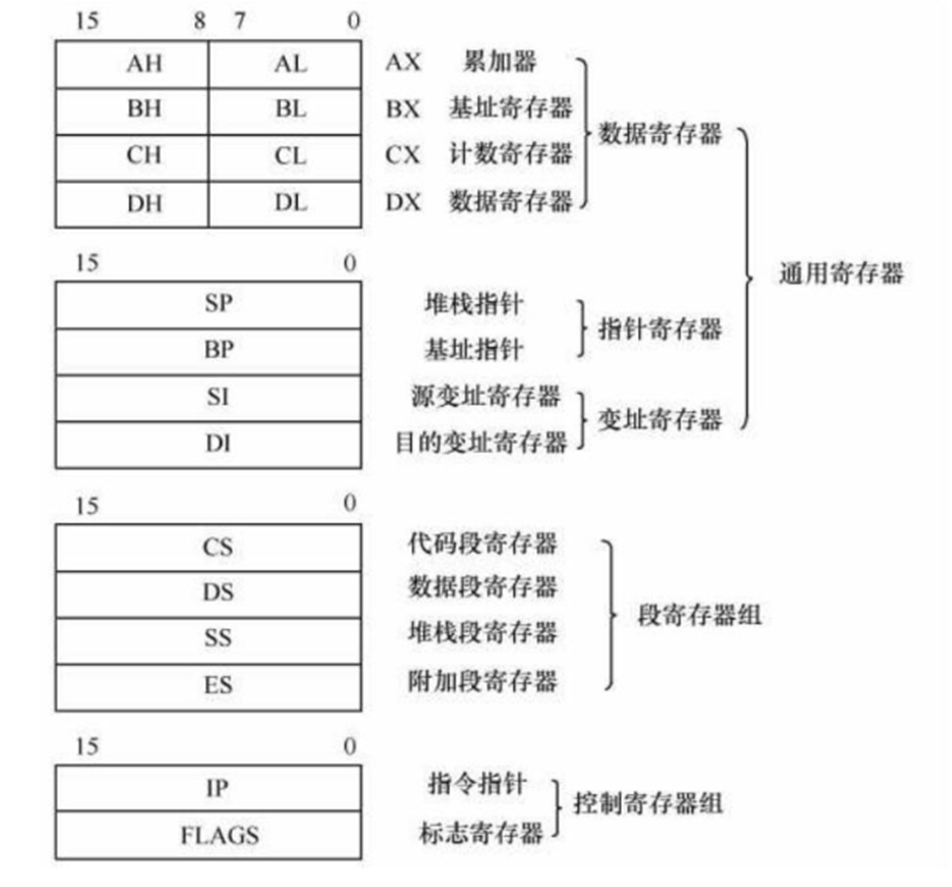 15 8 7 0
AH AL AX 累加器
BH BL BX 基址寄存器
CH CL CX 计数寄存器
DH DL DX 数据寄存器
数据寄存器
15 0
SP 堆栈指针
BP 基址指针
指针寄存器
SI 源变址寄存器
DI 目的变址寄存器
变址寄存器
通用寄存器
15 0
CS 代码段寄存器
DS 数据段寄存器
SS 堆栈段寄存器
ES 附加段寄存器
段寄存器组
15 0
IP 指令指针
FLAGS 标志寄存器
控制寄存器组